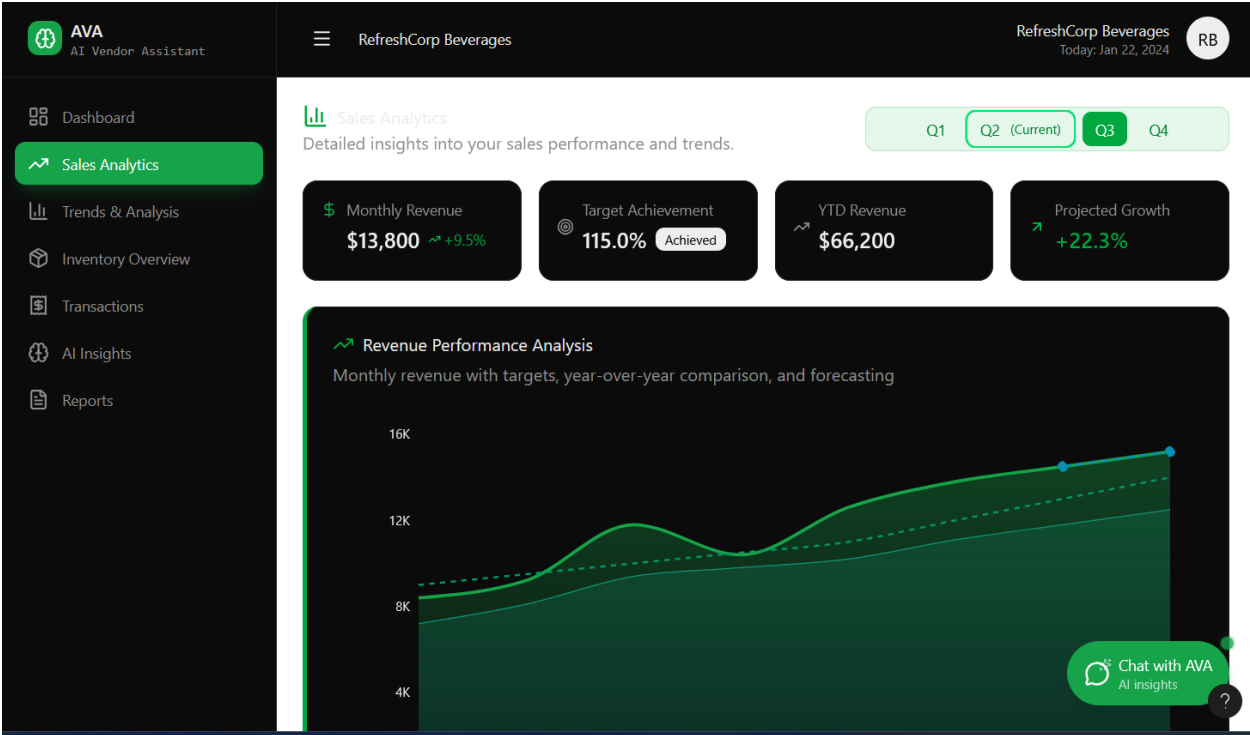 AVA
AI Vendor Assistant
RefreshCorp Beverages
RefreshCorp Beverages
Today: Jan 22, 2024
RB
Dashboard
Sales Analytics
Trends & Analysis
Inventory Overview
Transactions
AI Insights
Reports
Sales Analytics
Detailed insights into your sales performance and trends.
Q1 Q2 (Current) Q3 Q4
Monthly Revenue
$13,800 +9.5%
Target Achievement
115.0% Achieved
YTD Revenue
$66,200
Projected Growth
+22.3%
Revenue Performance Analysis
Monthly revenue with targets, year-over-year comparison, and forecasting
16K
12K
8K
4K
Chat with AVA
AI insights
?